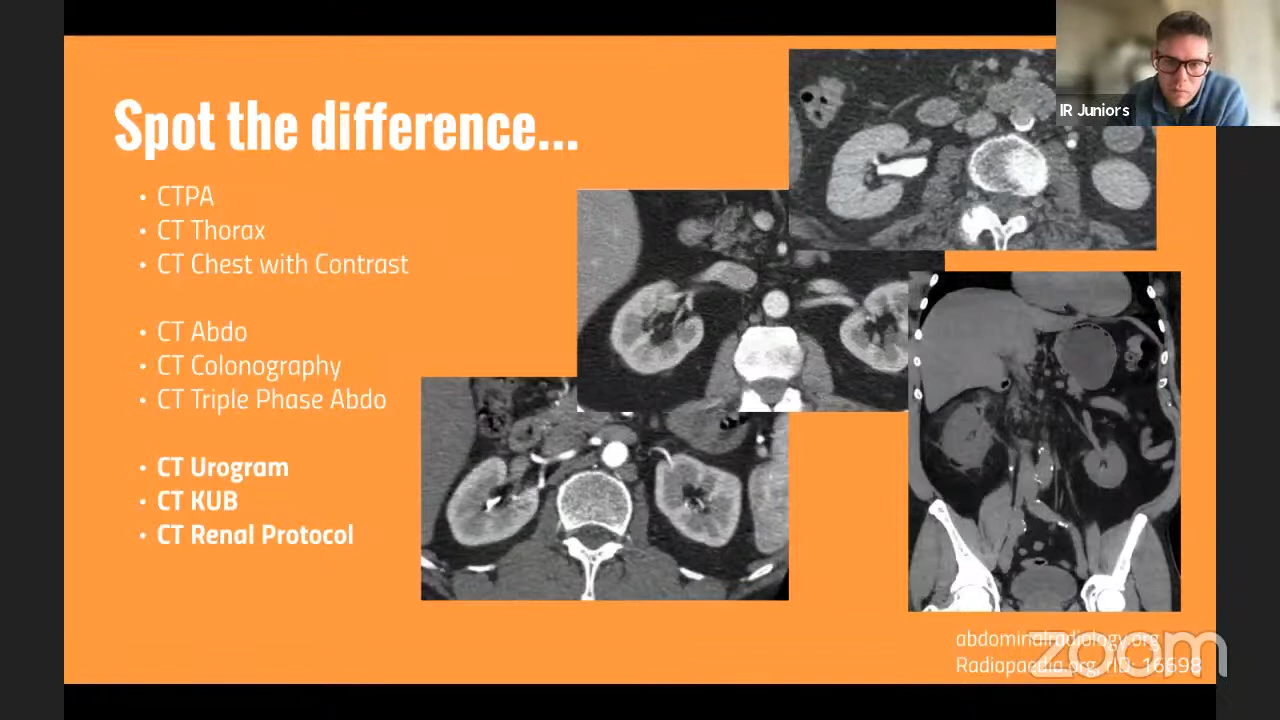 IR Juniors
Spot the difference...
• CTPA
• CT Thorax
• CT Chest with Contrast
• CT Abdo
• CT Colonography
• CT Triple Phase Abdo
• CT Urogram
• CT KUB
• CT Renal Protocol
abdominalradiology.org
Radiopaedia.org, rID: 16698
zoom